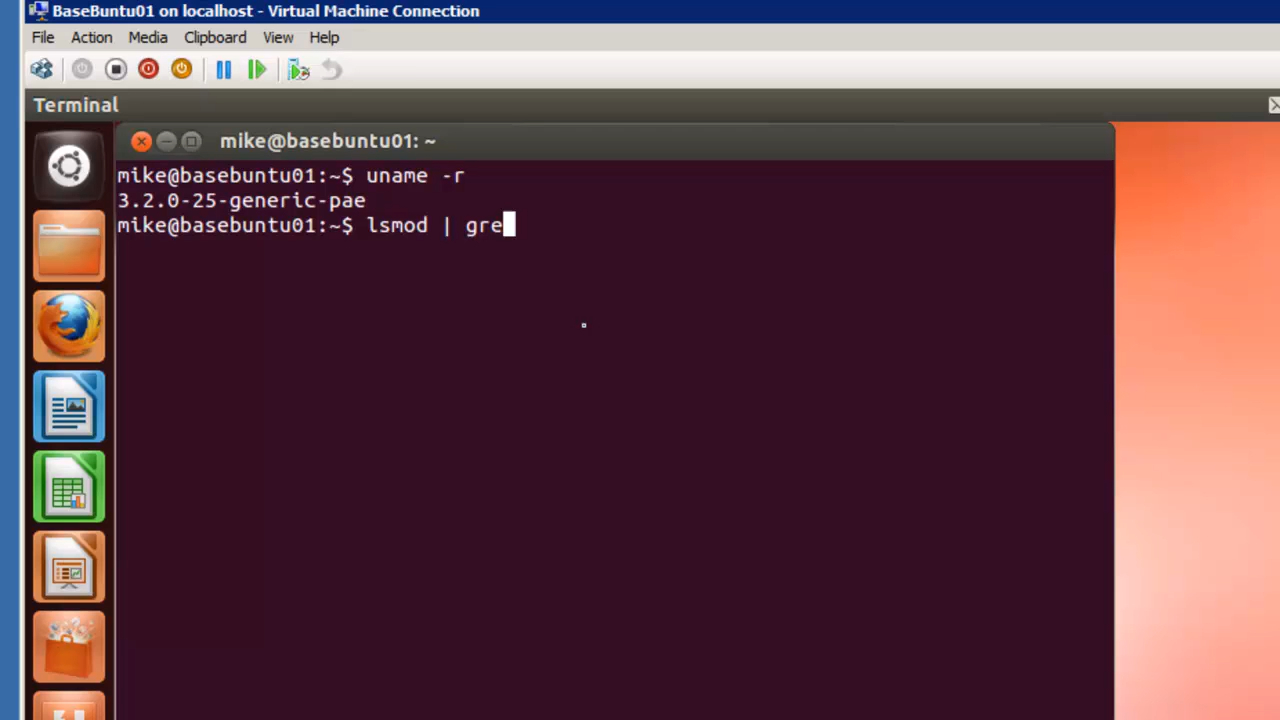 BaseBuntu01 on localhost - Virtual Machine Connection
File Action Media Clipboard View Help
Terminal
mike@basebuntu01: ~
mike@basebuntu01:~$ uname -r
3.2.0-25-generic-pae
mike@basebuntu01:~$ lsmod | gre